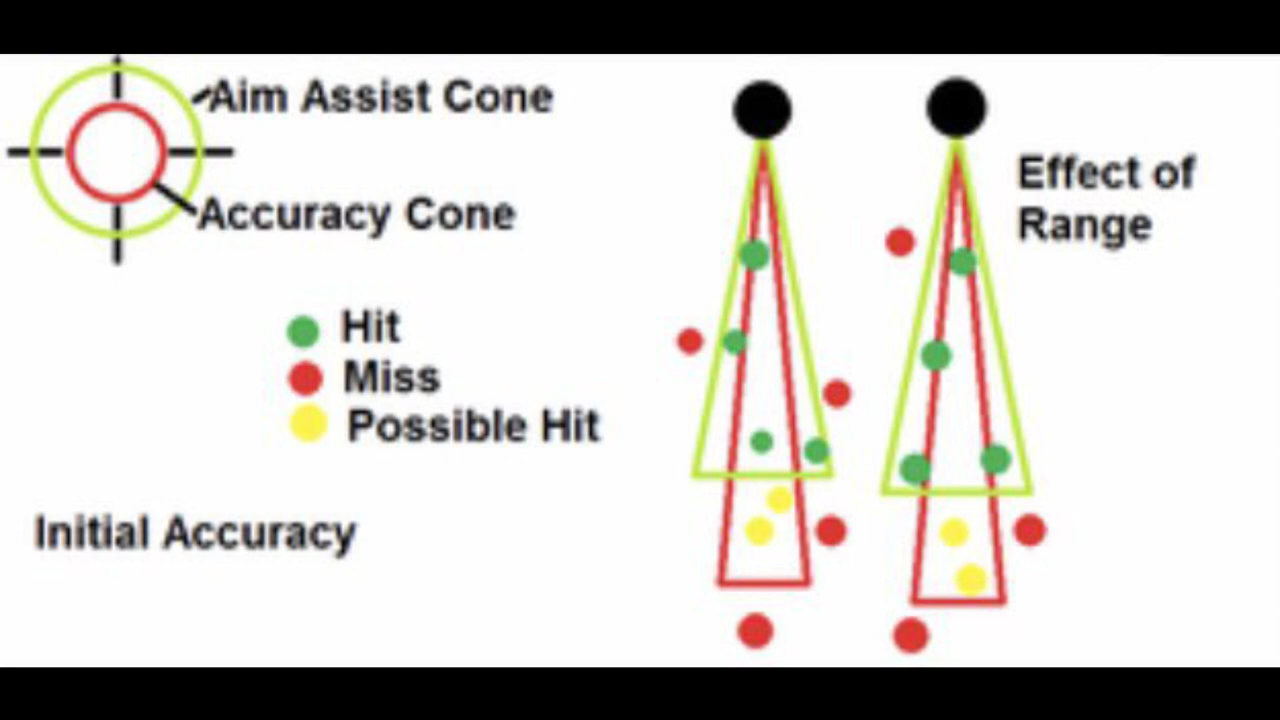 Aim Assist Cone
Accuracy Cone
Effect of
Range
Hit
Miss
Possible Hit
Initial Accuracy